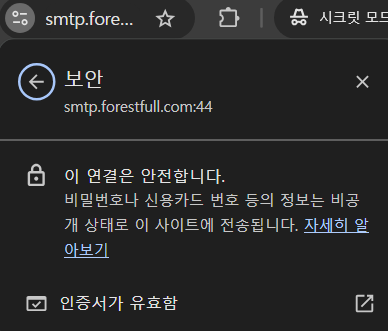 smtp.fores...
시크릿 모드
보안
smtp.forestfull.com:44
이 연결은 안전합니다.
비밀번호나 신용카드 번호 등의 정보는 비공
개 상태로 이 사이트에 전송됩니다. 자세히 알
아보기
인증서가 유효함